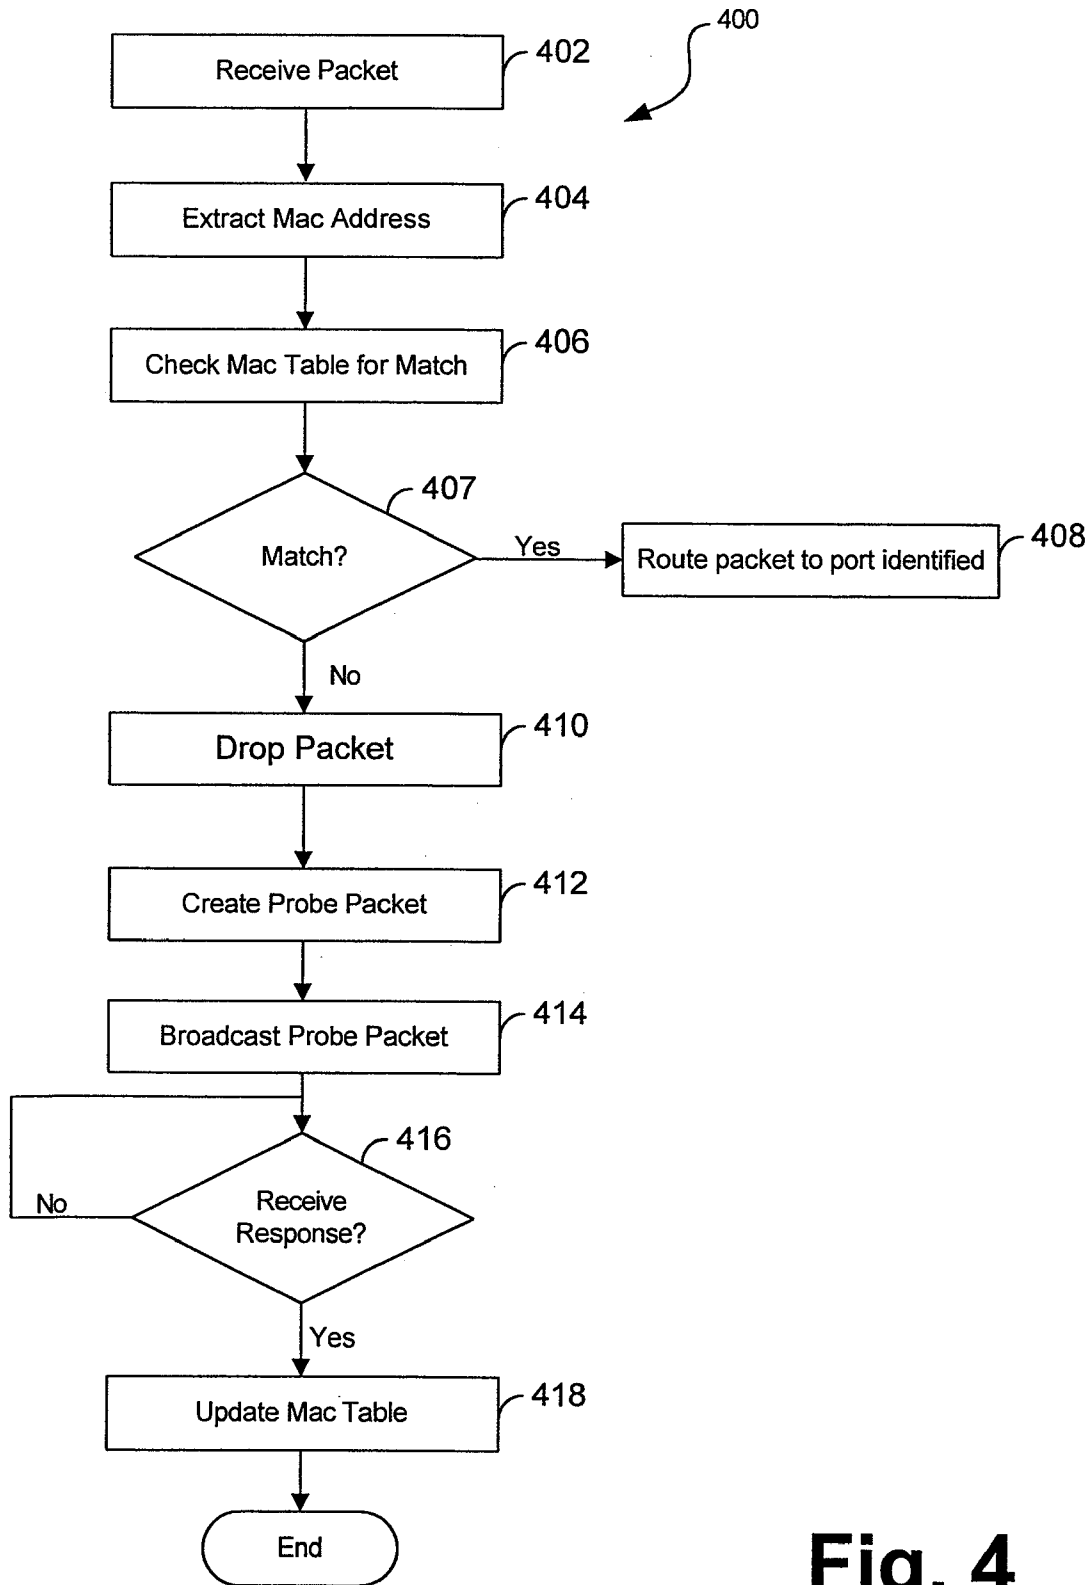 400
Receive Packet
402
Extract Mac Address
404
Check Mac Table for Match
406
407
Match?
Yes
Route packet to port identified
408
No
Drop Packet
410
Create Probe Packet
412
Broadcast Probe Packet
414
416
Receive
Response?
No
Yes
Update Mac Table
418
End
Fig. 4